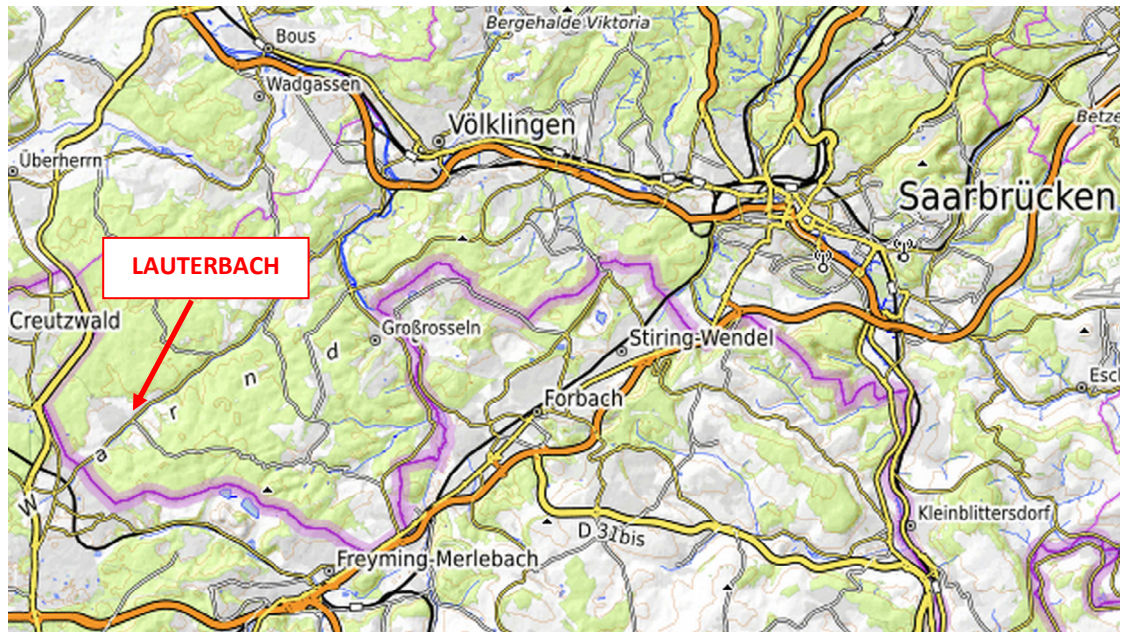 Bergehalde Viktoria
Bous
Wadgassen
Völklingen
Betze
Überherrn
Saarbrücken
LAUTERBACH
Creutzwald
Großrosseln
Stiring-Wendel
d
n
Esch
Forbach
r
a
W
Kleinblittersdorf
D 31bis
Freyming-Merlebach